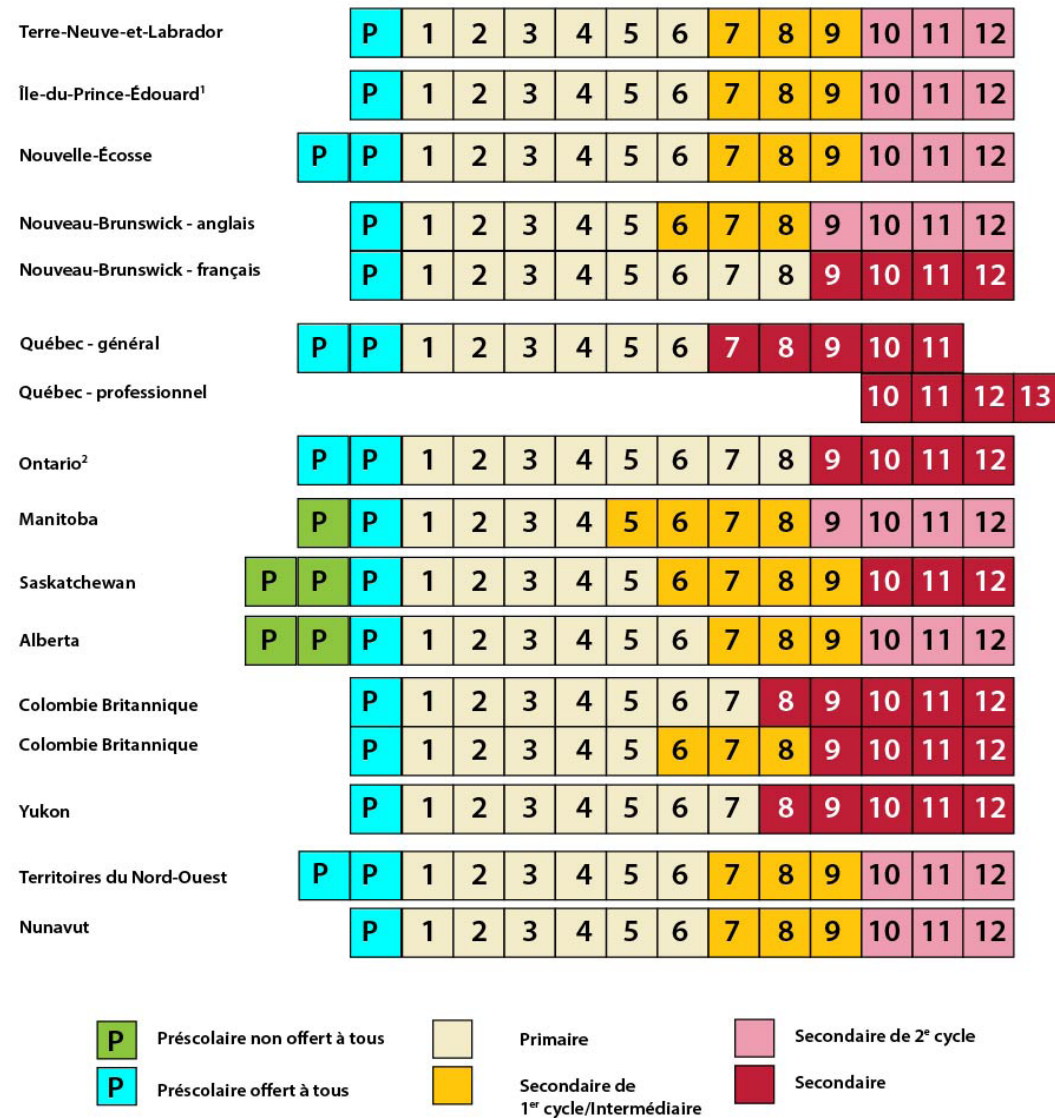 Terre-Neuve-et-Labrador P 1 2 3 4 5 6 7 8 9 10 11 12
Île-du-Prince-Édouard¹ P 1 2 3 4 5 6 7 8 9 10 11 12
Nouvelle-Écosse P P 1 2 3 4 5 6 7 8 9 10 11 12
Nouveau-Brunswick - anglais P 1 2 3 4 5 6 7 8 9 10 11 12
Nouveau-Brunswick - français P 1 2 3 4 5 6 7 8 9 10 11 12
Québec - général P P 1 2 3 4 5 6 7 8 9 10 11
Québec - professionnel 10 11 12 13
Ontario² P P 1 2 3 4 5 6 7 8 9 10 11 12
Manitoba P P 1 2 3 4 5 6 7 8 9 10 11 12
Saskatchewan P P P 1 2 3 4 5 6 7 8 9 10 11 12
Alberta P P P 1 2 3 4 5 6 7 8 9 10 11 12
Colombie Britannique P 1 2 3 4 5 6 7 8 9 10 11 12
Colombie Britannique P 1 2 3 4 5 6 7 8 9 10 11 12
Yukon P 1 2 3 4 5 6 7 8 9 10 11 12
Territoires du Nord-Ouest P P 1 2 3 4 5 6 7 8 9 10 11 12
Nunavut P 1 2 3 4 5 6 7 8 9 10 11 12
P Préscolaire non offert à tous
P Préscolaire offert à tous
Primaire
Secondaire de
1er cycle/Intermédiaire
Secondaire de 2e cycle
Secondaire